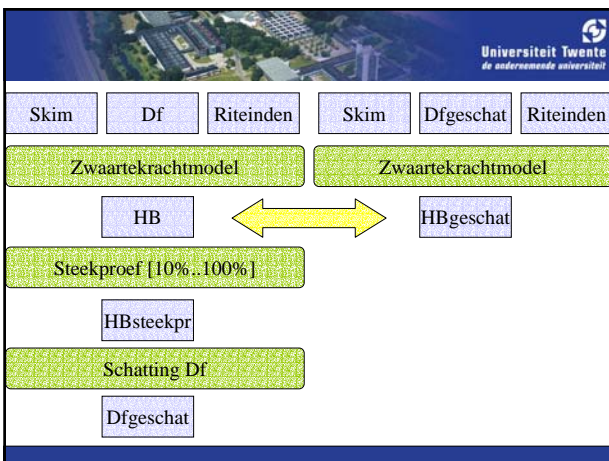 Universiteit Twente
de ondernemende universiteit
Skim Df Riteinden Skim Dfgeschat Riteinden
Zwaartekrachtmodel Zwaartekrachtmodel
HB HBgeschat
Steekproef [10%..100%]
HBsteekpr
Schatting Df
Dfgeschat